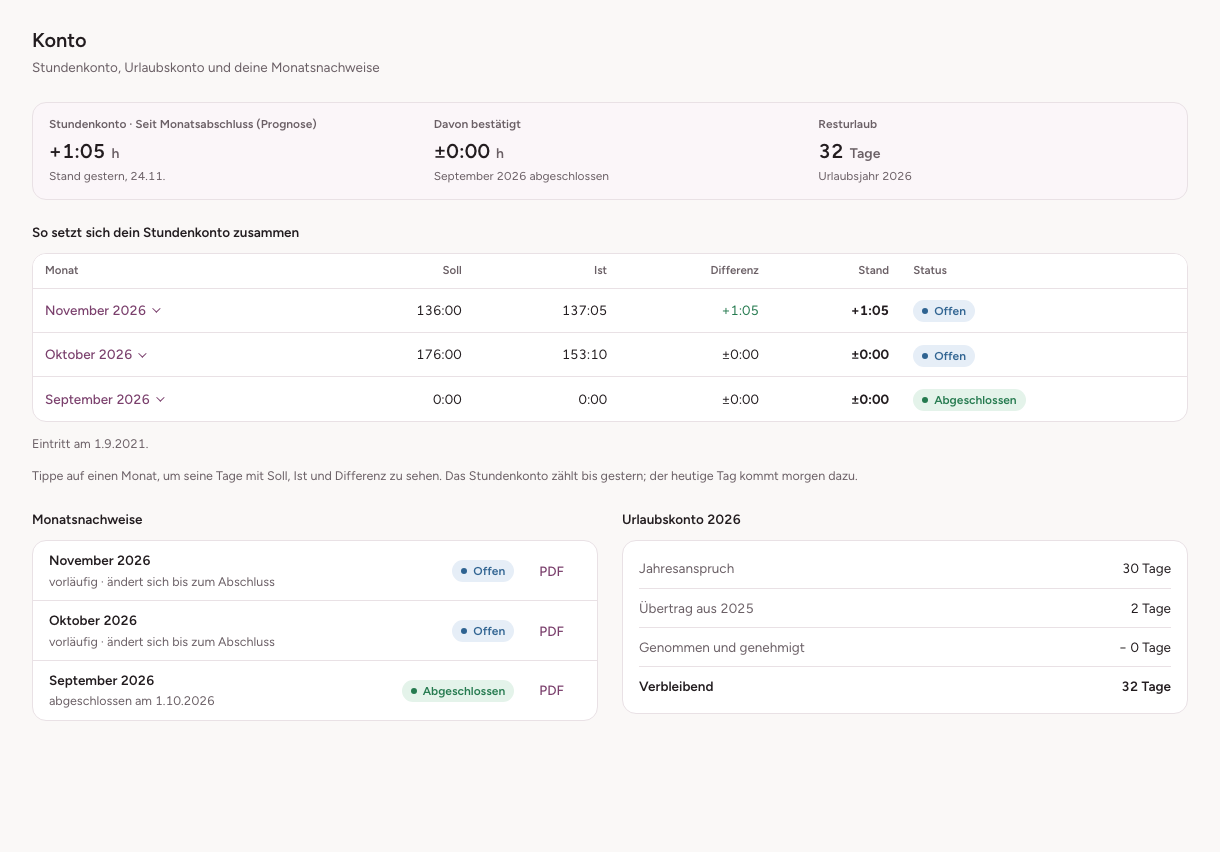 Konto
Stundenkonto, Urlaubskonto und deine Monatsnachweise
Stundenkonto · Seit Monatsabschluss (Prognose)
+1:05 h
Stand gestern, 24.11.
Davon bestätigt
±0:00 h
September 2026 abgeschlossen
Resturlaub
32 Tage
Urlaubsjahr 2026
So setzt sich dein Stundenkonto zusammen
Monat Soll Ist Differenz Stand Status
November 2026 136:00 137:05 +1:05 +1:05 Offen
Oktober 2026 176:00 153:10 ±0:00 ±0:00 Offen
September 2026 0:00 0:00 ±0:00 ±0:00 Abgeschlossen
Eintritt am 1.9.2021.
Tippe auf einen Monat, um seine Tage mit Soll, Ist und Differenz zu sehen. Das Stundenkonto zählt bis gestern; der heutige Tag kommt morgen dazu.
Monatsnachweise
November 2026
vorläufig · ändert sich bis zum Abschluss
Offen PDF
Oktober 2026
vorläufig · ändert sich bis zum Abschluss
Offen PDF
September 2026
abgeschlossen am 1.10.2026
Abgeschlossen PDF
Urlaubskonto 2026
Jahresanspruch 30 Tage
Übertrag aus 2025 2 Tage
Genommen und genehmigt − 0 Tage
Verbleibend 32 Tage